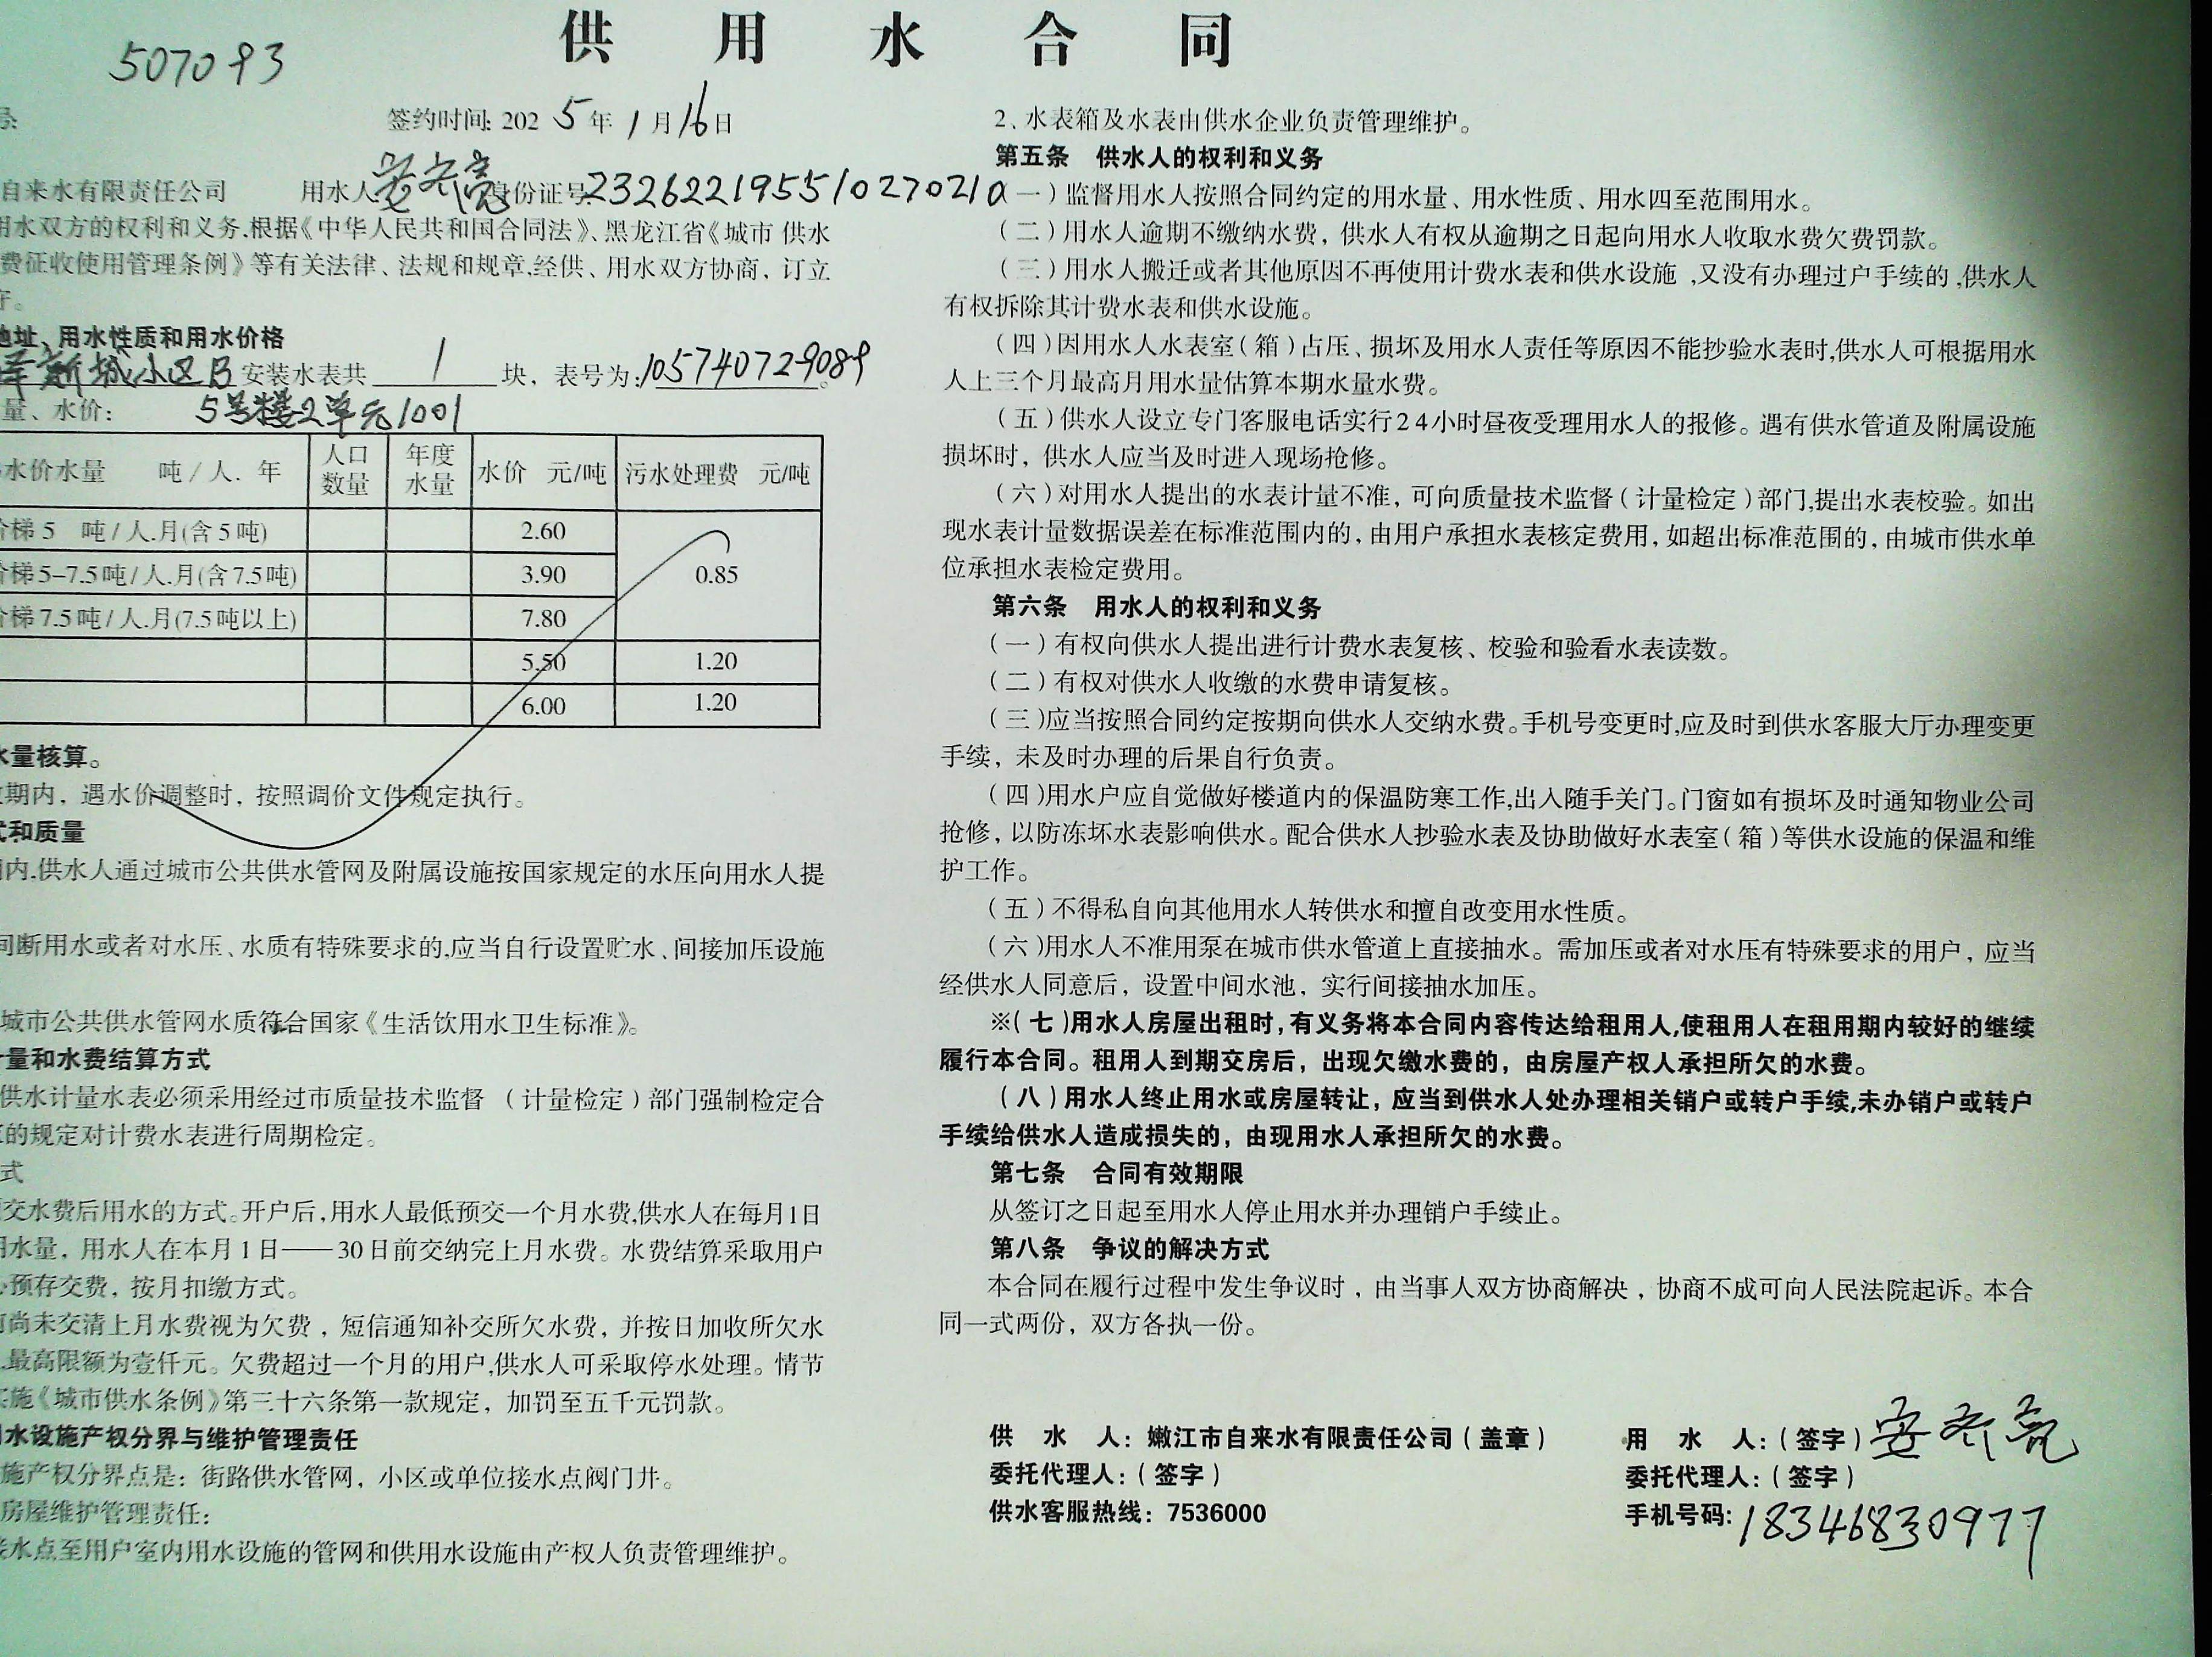 供用水合同
507093
签约时间: 2025年1月16日
自来水有限责任公司 用水人 安齐亮 身份证号232622195510270210
用水双方的权利和义务,根据《中华人民共和国合同法》、黑龙江省《城市 供水
费征收使用管理条例》等有关法律、法规和规章,经供、用水双方协商，订立
守。
地址、用水性质和用水价格
新城小区B 安装水表共 1 块，表号为:105740729089。
量、水价: 5号楼2单元1001
水价水量 吨/人.年 人口数量 年度水量 水价 元/吨 污水处理费 元/吨
阶梯5 吨/人.月(含5吨) 2.60
阶梯5-7.5吨/人.月(含7.5吨) 3.90 0.85
阶梯7.5吨/人.月(7.5吨以上) 7.80
5.50 1.20
6.00 1.20
水量核算。
期内，遇水价调整时，按照调价文件规定执行。
式和质量
内,供水人通过城市公共供水管网及附属设施按国家规定的水压向用水人提
间断用水或者对水压、水质有特殊要求的,应当自行设置贮水、间接加压设施
城市公共供水管网水质符合国家《生活饮用水卫生标准》。
计量和水费结算方式
供水计量水表必须采用经过市质量技术监督（计量检定）部门强制检定合
的规定对计费水表进行周期检定。
式
交水费后用水的方式。开户后,用水人最低预交一个月水费,供水人在每月1日
用水量，用水人在本月1日——30日前交纳完上月水费。水费结算采取用户
预存交费，按月扣缴方式。
前尚未交清上月水费视为欠费，短信通知补交所欠水费，并按日加收所欠水
,最高限额为壹仟元。欠费超过一个月的用户,供水人可采取停水处理。情节
实施《城市供水条例》第三十六条第一款规定，加罚至五千元罚款。
用水设施产权分界与维护管理责任
施产权分界点是：街路供水管网，小区或单位接水点阀门井。
房屋维护管理责任:
接水点至用户室内用水设施的管网和供用水设施由产权人负责管理维护。
2、水表箱及水表由供水企业负责管理维护。
第五条 供水人的权利和义务
(一)监督用水人按照合同约定的用水量、用水性质、用水四至范围用水。
(二)用水人逾期不缴纳水费，供水人有权从逾期之日起向用水人收取水费欠费罚款。
(三)用水人搬迁或者其他原因不再使用计费水表和供水设施,又没有办理过户手续的,供水人
有权拆除其计费水表和供水设施。
(四)因用水人水表室(箱)占压、损坏及用水人责任等原因不能抄验水表时,供水人可根据用水
人上三个月最高月用水量估算本期水量水费。
(五)供水人设立专门客服电话实行24小时昼夜受理用水人的报修。遇有供水管道及附属设施
损坏时，供水人应当及时进入现场抢修。
(六)对用水人提出的水表计量不准，可向质量技术监督(计量检定)部门,提出水表校验。如出
现水表计量数据误差在标准范围内的，由用户承担水表核定费用，如超出标准范围的，由城市供水单
位承担水表检定费用。
第六条 用水人的权利和义务
(一)有权向供水人提出进行计费水表复核、校验和验看水表读数。
(二)有权对供水人收缴的水费申请复核。
(三)应当按照合同约定按期向供水人交纳水费。手机号变更时,应及时到供水客服大厅办理变更
手续，未及时办理的后果自行负责。
(四)用水户应自觉做好楼道内的保温防寒工作,出入随手关门。门窗如有损坏及时通知物业公司
抢修，以防冻坏水表影响供水。配合供水人抄验水表及协助做好水表室(箱)等供水设施的保温和维
护工作。
(五)不得私自向其他用水人转供水和擅自改变用水性质。
(六)用水人不准用泵在城市供水管道上直接抽水。需加压或者对水压有特殊要求的用户，应当
经供水人同意后，设置中间水池，实行间接抽水加压。
※(七)用水人房屋出租时,有义务将本合同内容传达给租用人,使租用人在租用期内较好的继续
履行本合同。租用人到期交房后，出现欠缴水费的，由房屋产权人承担所欠的水费。
(八)用水人终止用水或房屋转让，应当到供水人处办理相关销户或转户手续,未办销户或转户
手续给供水人造成损失的，由现用水人承担所欠的水费。
第七条 合同有效期限
从签订之日起至用水人停止用水并办理销户手续止。
第八条 争议的解决方式
本合同在履行过程中发生争议时，由当事人双方协商解决，协商不成可向人民法院起诉。本合
同一式两份，双方各执一份。
供 水 人：嫩江市自来水有限责任公司(盖章)
委托代理人：(签字)
供水客服热线：7536000
用 水 人：(签字) 安齐亮
委托代理人：(签字)
手机号码: 18346830977